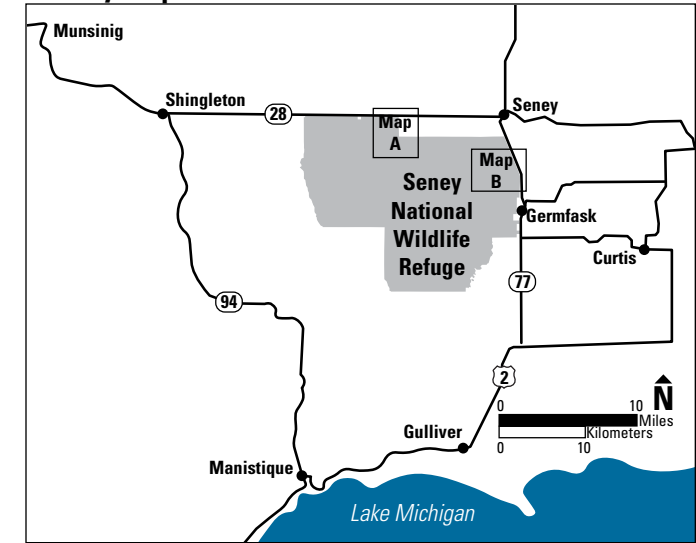 Munsinig
Shingleton
28
Map
A
Seney
Map
B
Seney
National
Wildlife
Refuge
Germfask
Curtis
77
94
2
0
10
N
Miles
Kilometers
0
10
Gulliver
Manistique
Lake Michigan